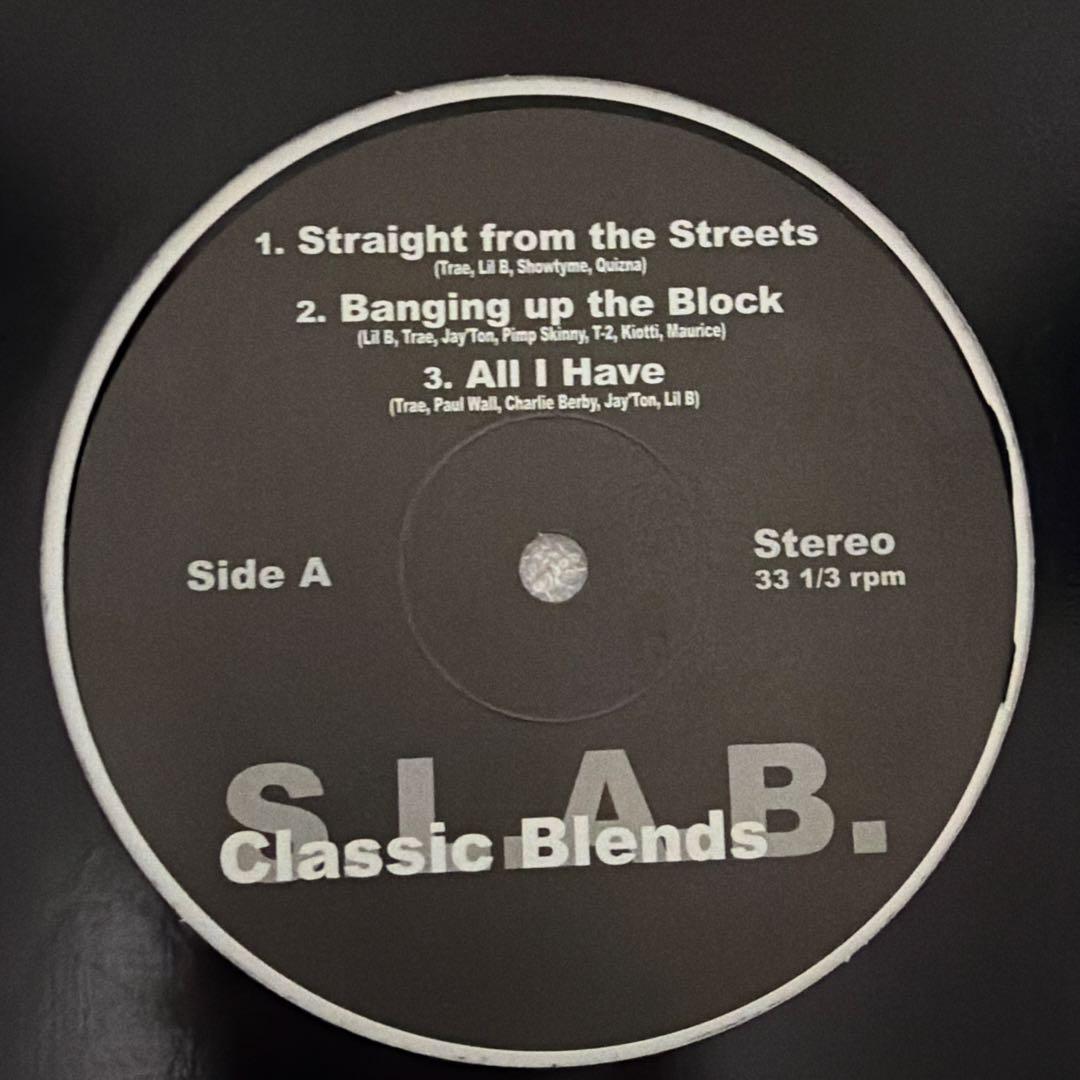 1. Straight from the Streets
(Trae, Lil B, Showtyme, Quizna)
2. Banging up the Block
(Lil B, Trae, Jay'Ton, Pimp Skinny, T-2, Kiotti, Maurice)
3. All I Have
(Trae, Paul Wall, Charlie Berby, Jay'Ton, Lil B)
Side A
Stereo
33 1/3 rpm
S.L.A.B.
Classic Blends